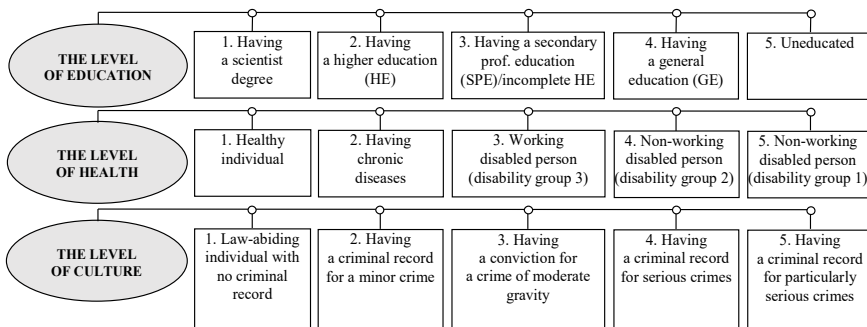 THE LEVEL
OF EDUCATION
1. Having
a scientist
degree
2. Having
a higher education
(HE)
3. Having a secondary
prof. education
(SPE)/incomplete HE
4. Having
a general
education (GE)
5. Uneducated
THE LEVEL
OF HEALTH
1. Healthy
individual
2. Having
chronic
diseases
3. Working
disabled person
(disability group 3)
4. Non-working
disabled person
(disability group 2)
5. Non-working
disabled person
(disability group 1)
THE LEVEL
OF CULTURE
1. Law-abiding
individual with
no criminal
record
2. Having
a criminal record
for a minor crime
3. Having
a conviction for
a crime of moderate
gravity
4. Having
a criminal record
for serious crimes
5. Having
a criminal record
for particularly
serious crimes